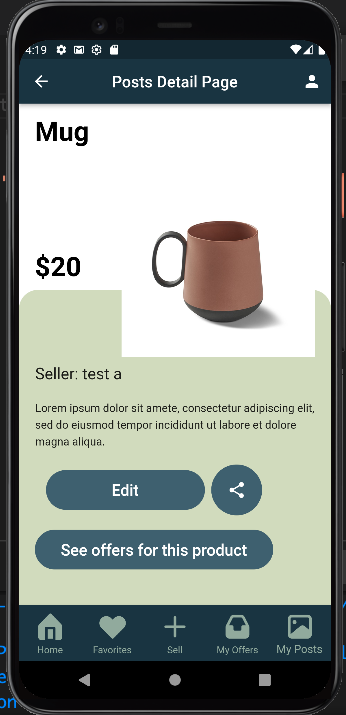 4:19
Posts Detail Page
Mug
$20
Seller: test a
Lorem ipsum dolor sit amete, consectetur adipiscing elit,
sed do eiusmod tempor incididunt ut labore et dolore
magna aliqua.
Edit
See offers for this product
Home Favorites Sell My Offers My Posts